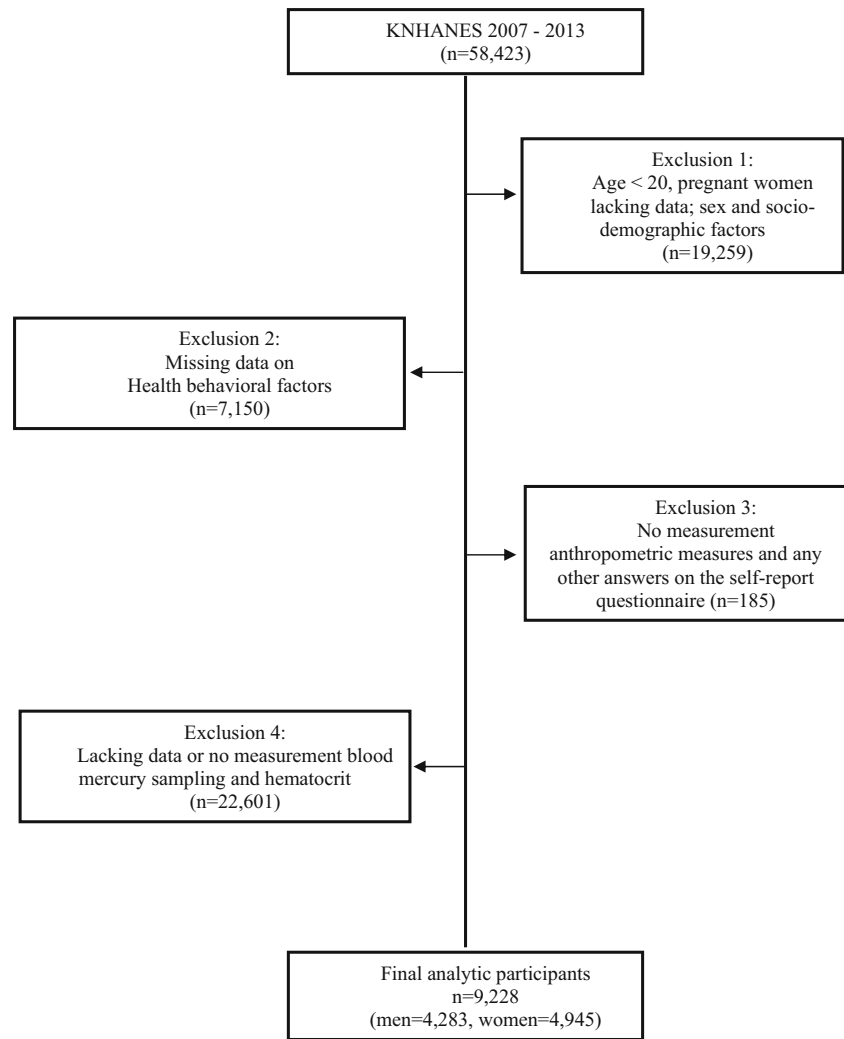 KNHANES 2007 - 2013
(n=58,423)
Exclusion 1:
Age < 20, pregnant women
lacking data; sex and socio-
demographic factors
(n=19,259)
Exclusion 2:
Missing data on
Health behavioral factors
(n=7,150)
Exclusion 3:
No measurement
anthropometric measures and any
other answers on the self-report
questionnaire (n=185)
Exclusion 4:
Lacking data or no measurement blood
mercury sampling and hematocrit
(n=22,601)
Final analytic participants
n=9,228
(men=4,283, women=4,945)